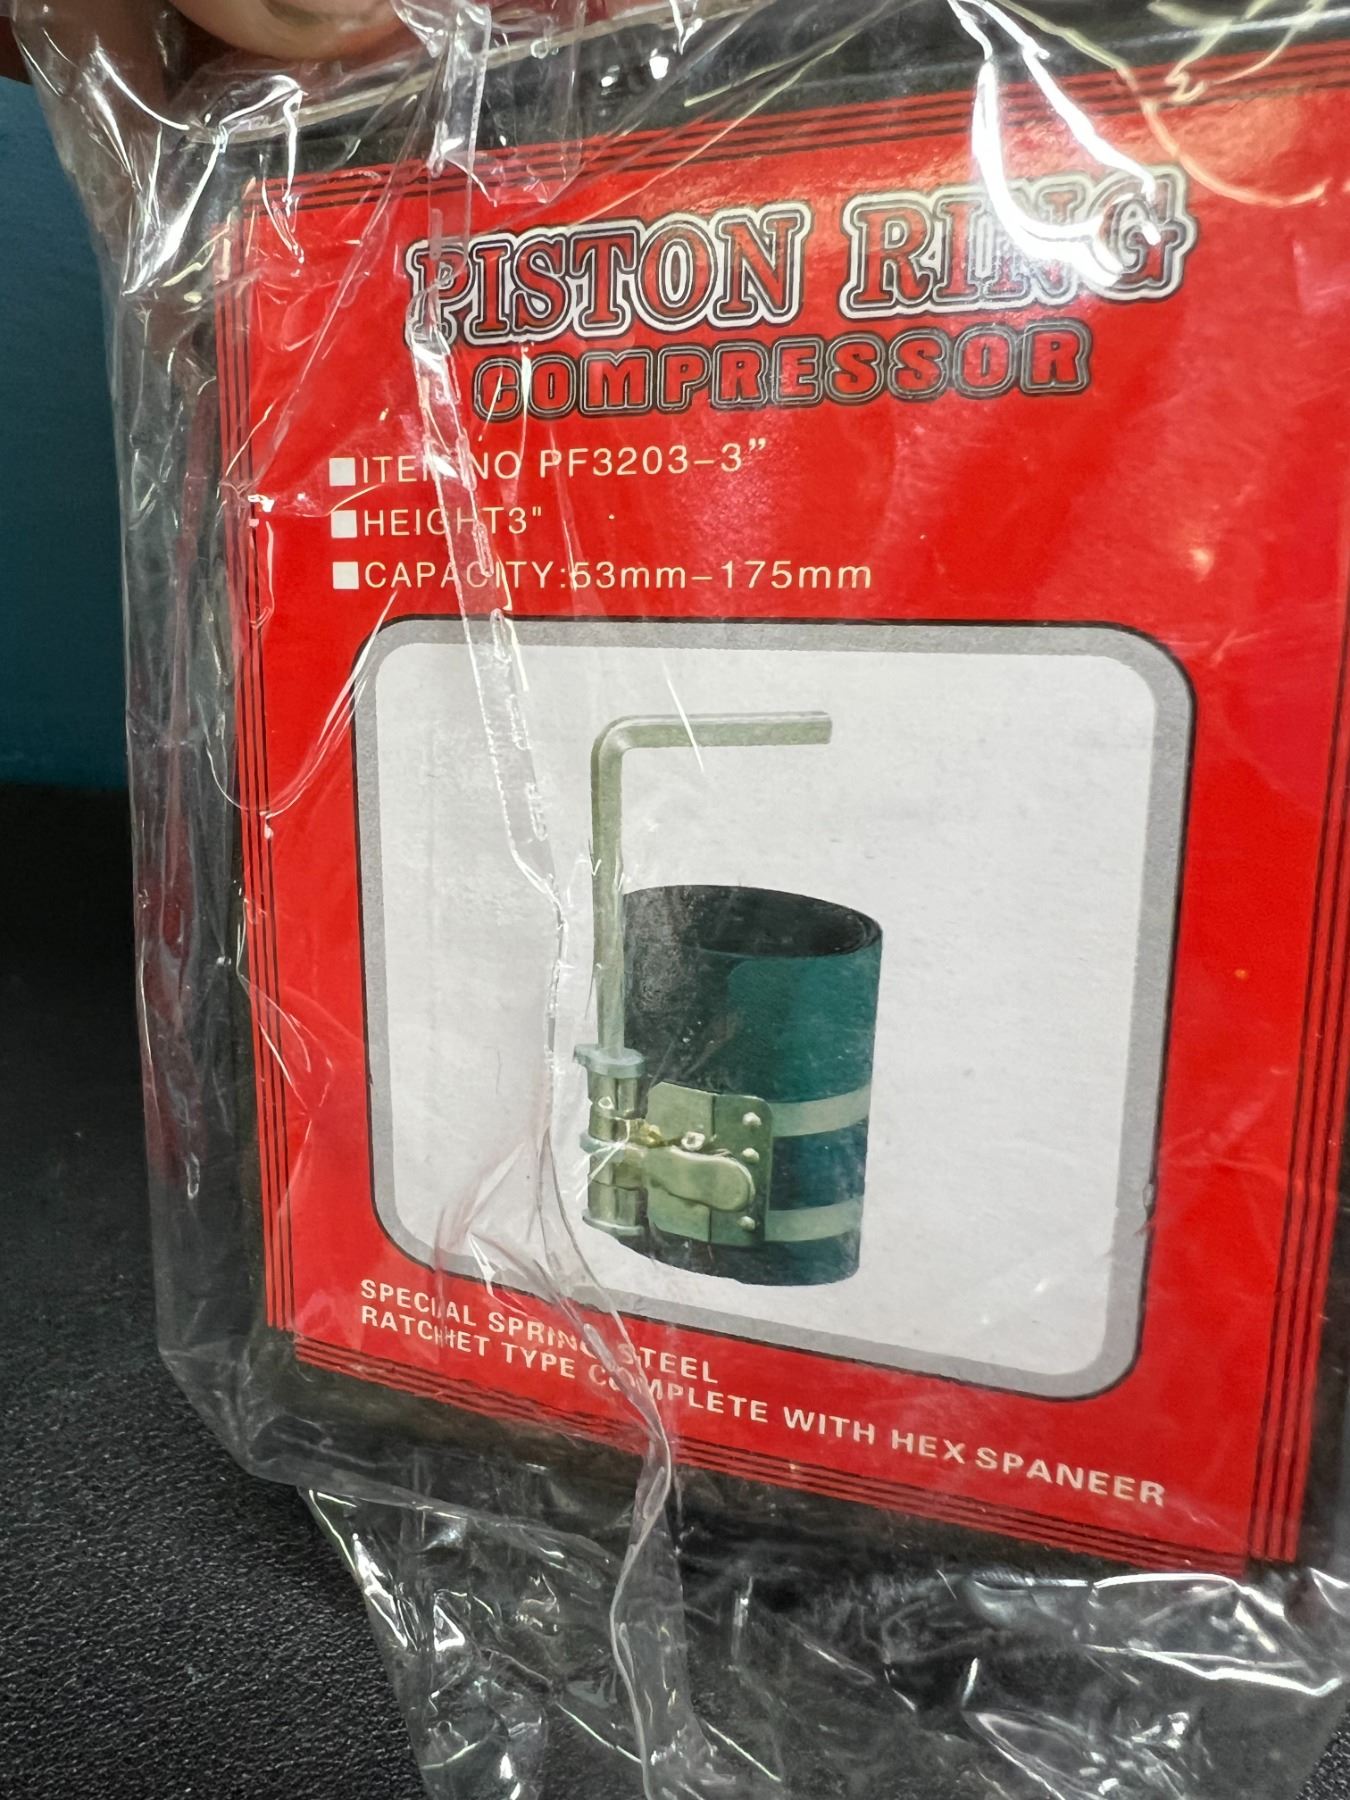 PISTON RING
COMPRESSOR
ITEM NO PF3203-3"
HEIGHT3"
CAPACITY:53mm-175mm
SPECIAL SPRING STEEL
RATCHET TYPE COMPLETE WITH HEX SPANEER